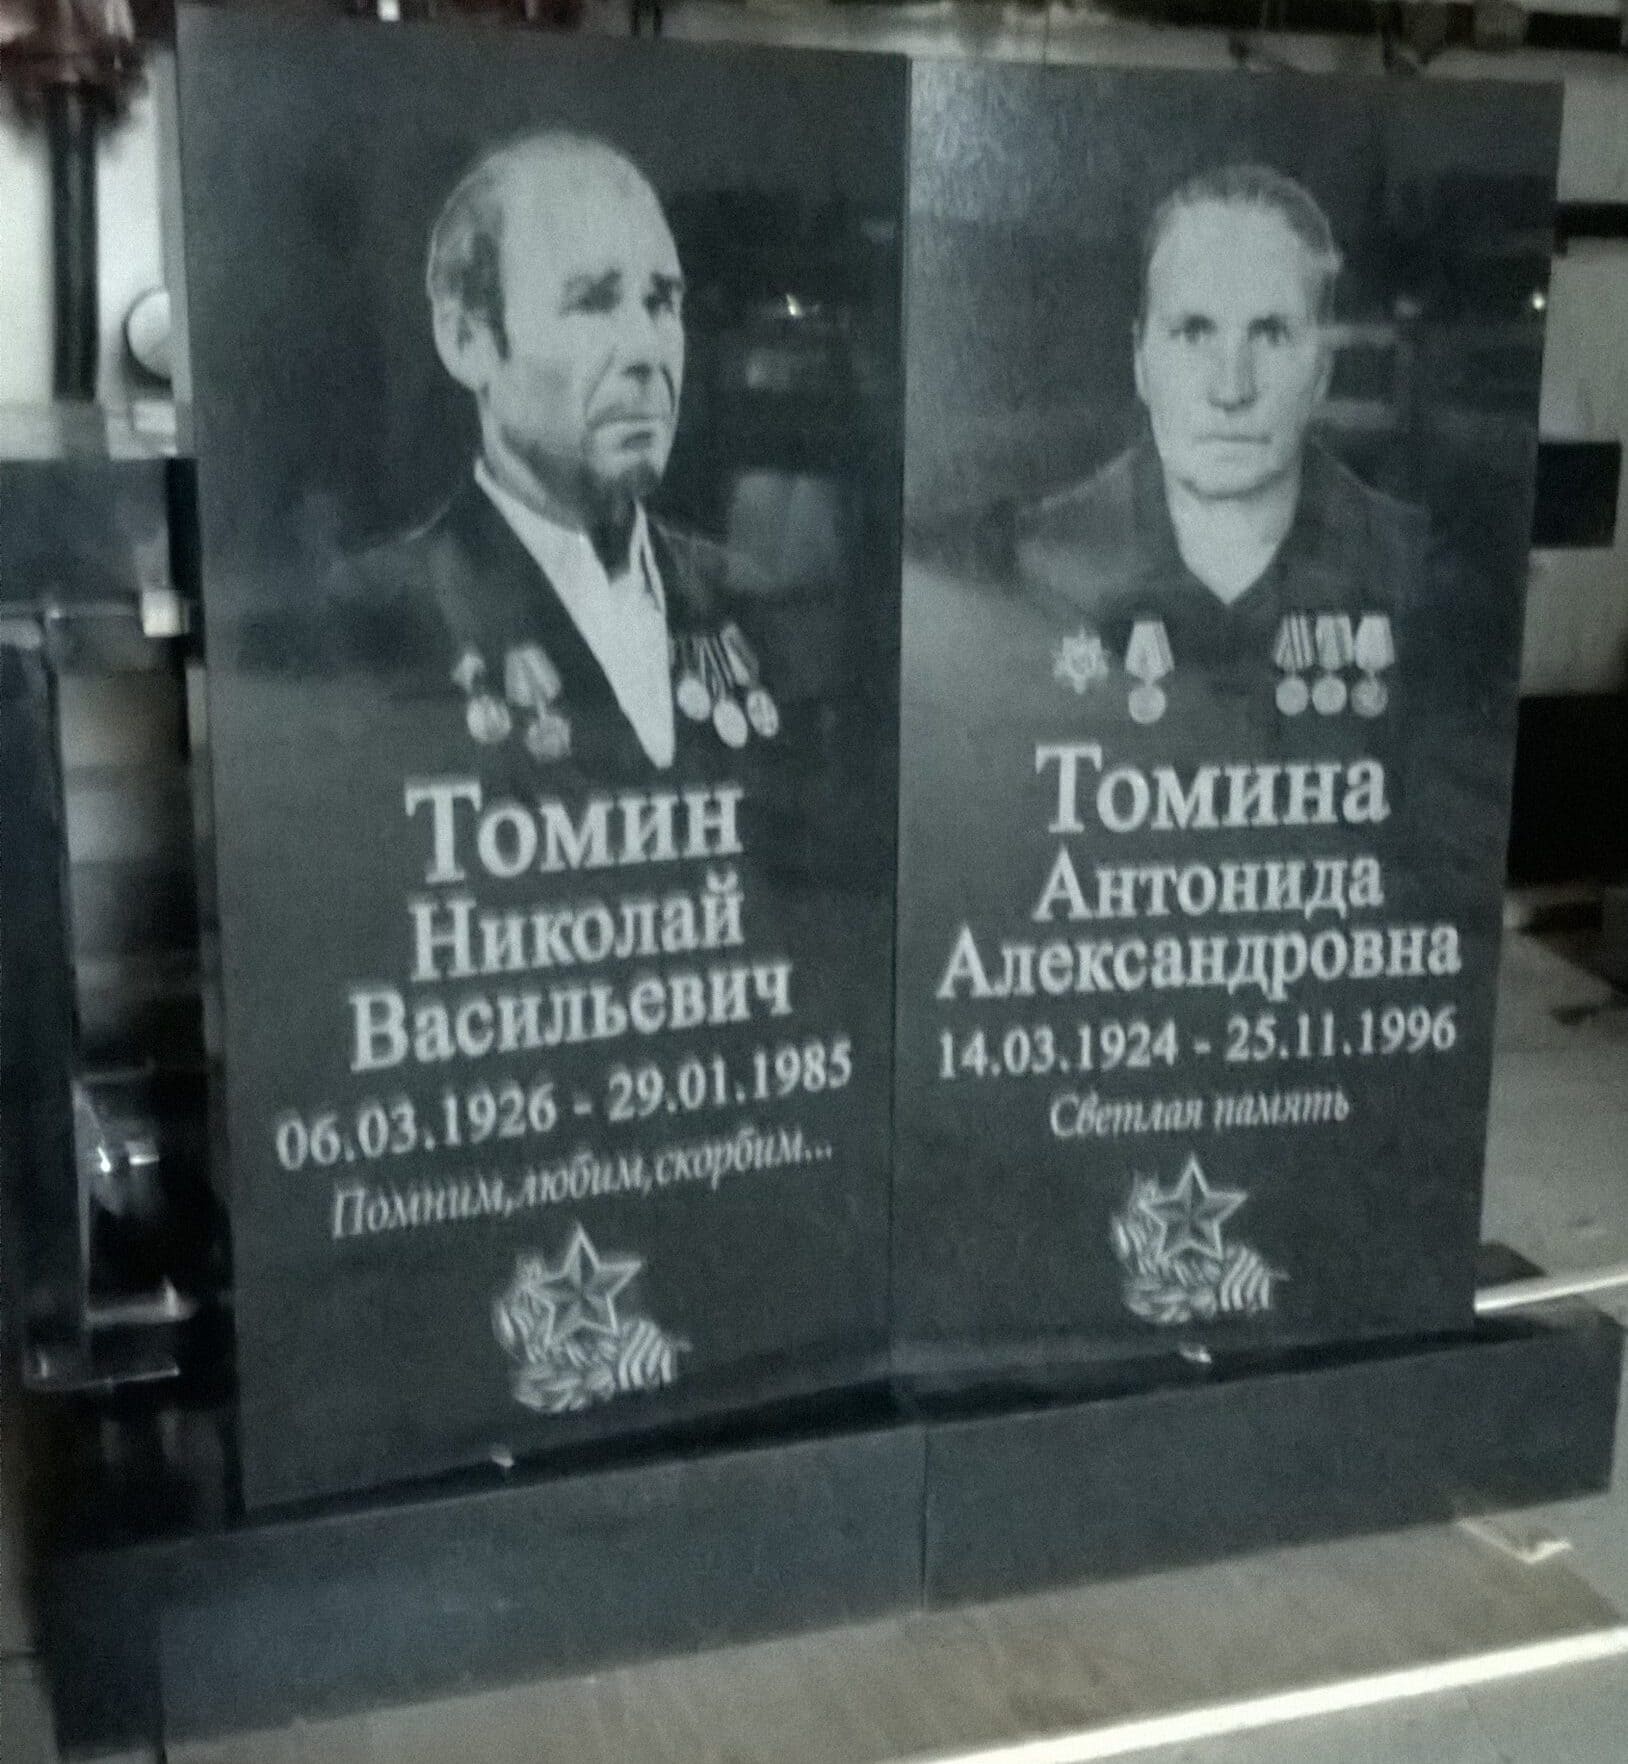 Томин
Николай
Васильевич
06.03.1926 - 29.01.1985
Помним,любим,скорбим...
Томина
Антонида
Александровна
14.03.1924 - 25.11.1996
Светлая память